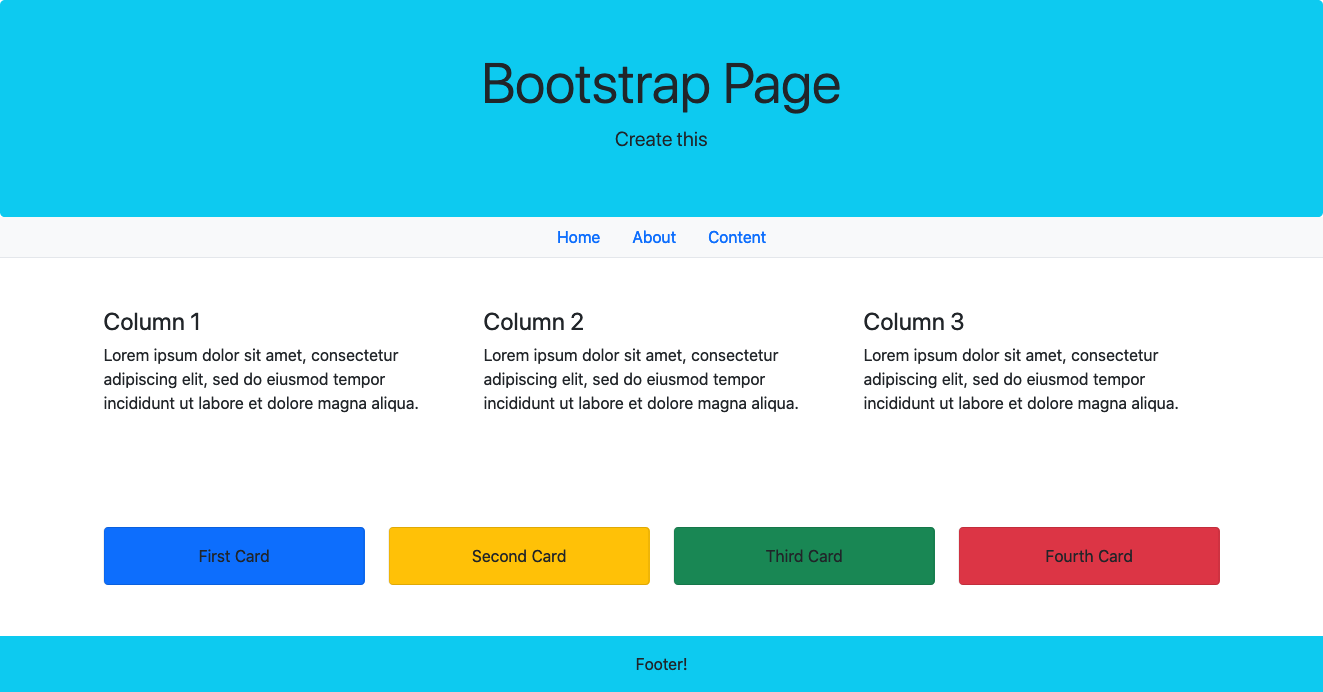 Bootstrap Page
Create this
Home About Content
Column 1
Lorem ipsum dolor sit amet, consectetur
adipiscing elit, sed do eiusmod tempor
incididunt ut labore et dolore magna aliqua.
Column 2
Lorem ipsum dolor sit amet, consectetur
adipiscing elit, sed do eiusmod tempor
incididunt ut labore et dolore magna aliqua.
Column 3
Lorem ipsum dolor sit amet, consectetur
adipiscing elit, sed do eiusmod tempor
incididunt ut labore et dolore magna aliqua.
First Card
Second Card
Third Card
Fourth Card
Footer!